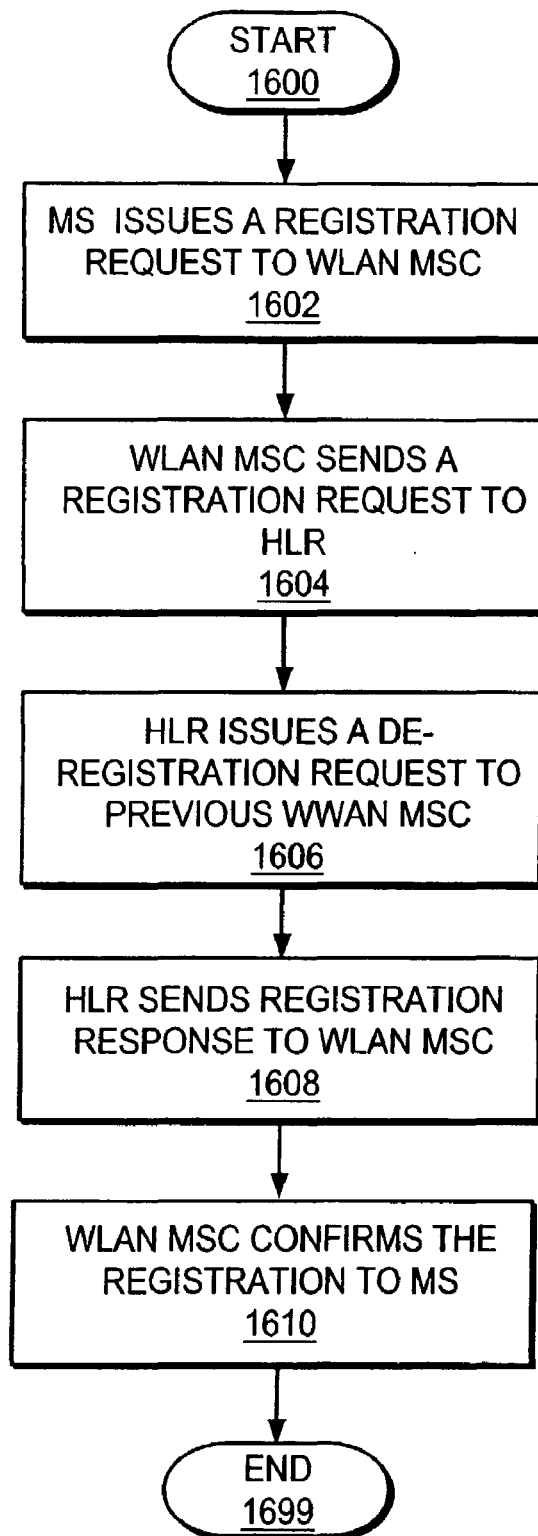 START
1600
MS ISSUES A REGISTRATION
REQUEST TO WLAN MSC
1602
WLAN MSC SENDS A
REGISTRATION REQUEST TO
HLR
1604
HLR ISSUES A DE-
REGISTRATION REQUEST TO
PREVIOUS WWAN MSC
1606
HLR SENDS REGISTRATION
RESPONSE TO WLAN MSC
1608
WLAN MSC CONFIRMS THE
REGISTRATION TO MS
1610
END
1699